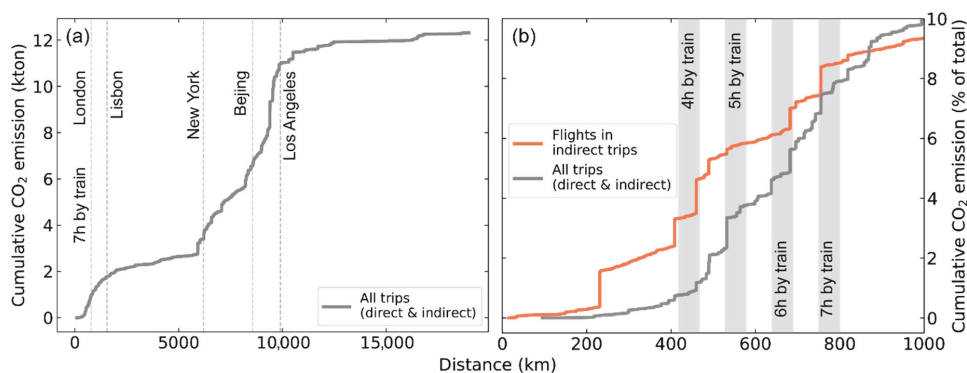 (a)
Cumulative CO₂ emission (kton)
12
10
8
6
4
2
0
7h by train
London
Lisbon
New York
Bejing
Los Angeles
All trips
(direct & indirect)
0
5000
10,000
15,000
(b)
4h by train
5h by train
6h by train
7h by train
Flights in
indirect trips
All trips
(direct & indirect)
10
8
6
4
2
0
Cumulative CO₂ emission (% of total)
0
200
400
600
800
1000
Distance (km)